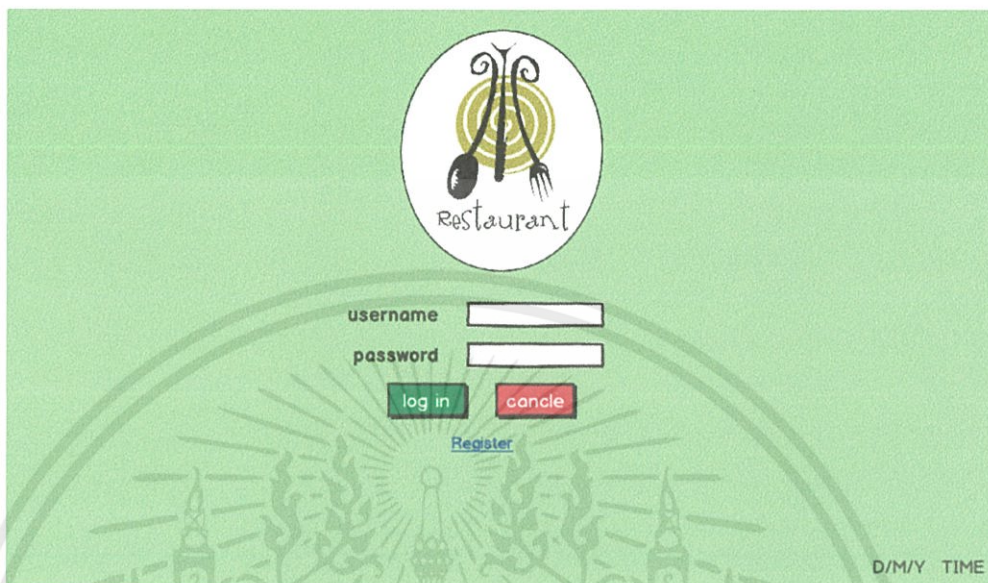 Restaurant
username
password
log in cancle
Register
D/M/Y TIME